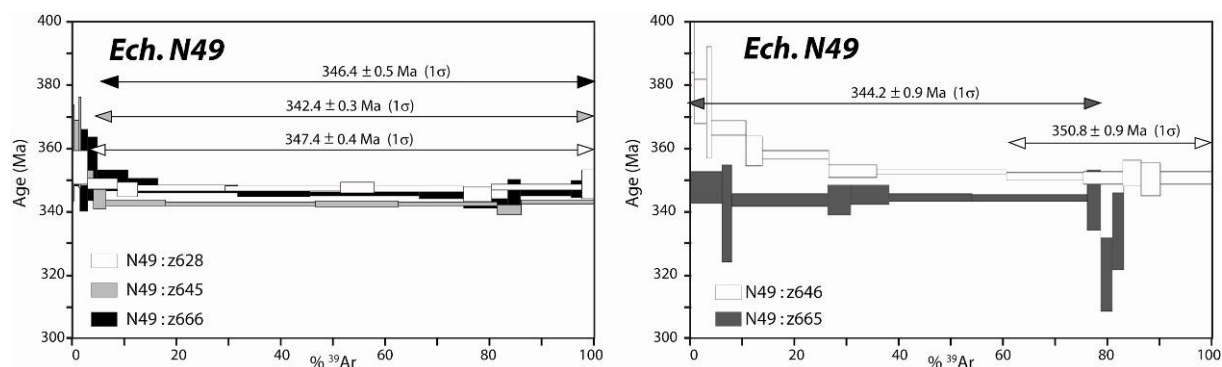 Ech. N49
346.4 ± 0.5 Ma (1σ)
342.4 ± 0.3 Ma (1σ)
347.4 ± 0.4 Ma (1σ)
N49 : z628
N49 : z645
N49 : z666
Age (Ma)
400
380
360
340
320
300
0
20
40
60
80
100
% ³⁹Ar
Ech. N49
344.2 ± 0.9 Ma (1σ)
350.8 ± 0.9 Ma (1σ)
N49 : z646
N49 : z665
Age (Ma)
400
380
360
340
320
300
0
20
40
60
80
100
% ³⁹Ar